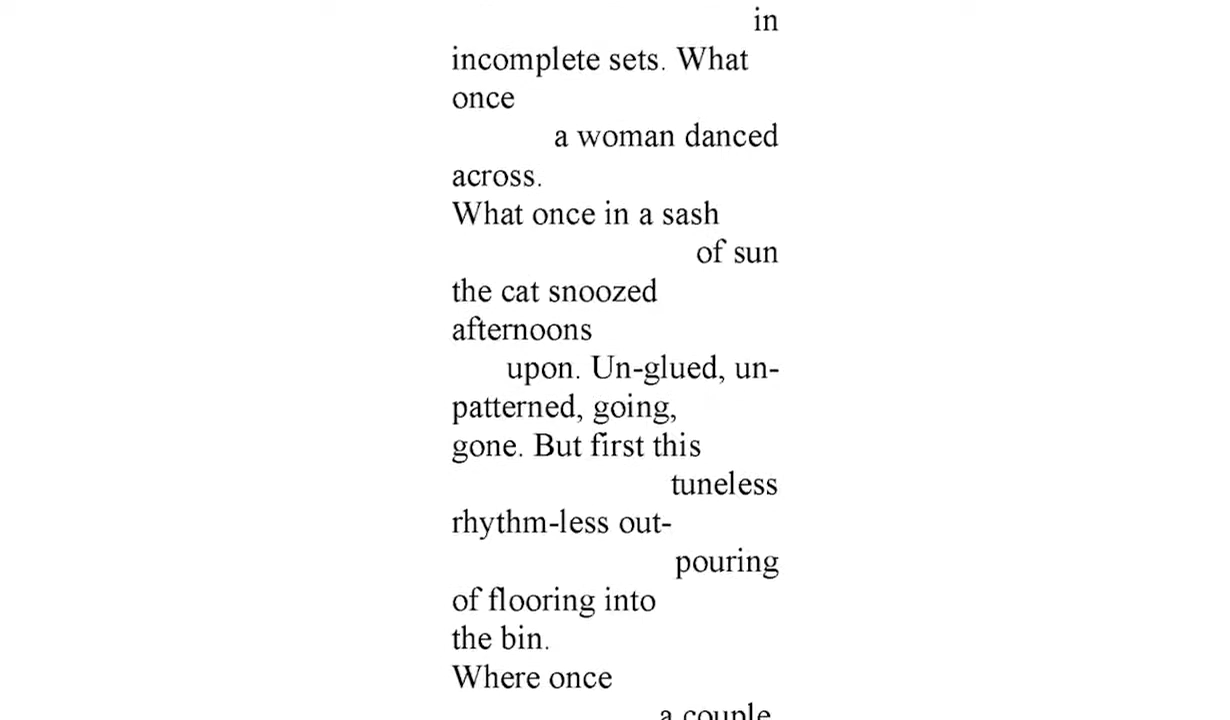 in
incomplete sets. What
once
a woman danced
across.
What once in a sash
of sun
the cat snoozed
afternoons
upon. Un-glued, un-
patterned, going,
gone. But first this
tuneless
rhythm-less out-
pouring
of flooring into
the bin.
Where once
a couple